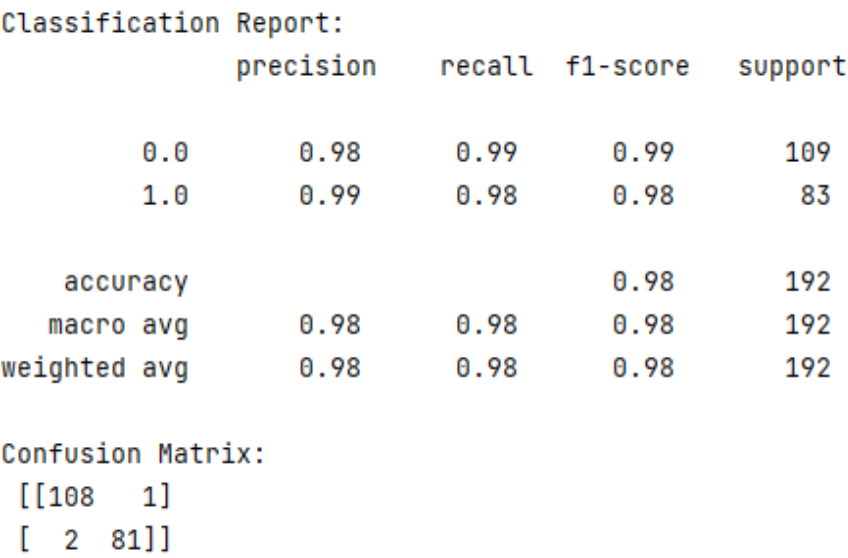 Classification Report:
              precision    recall  f1-score   support

         0.0       0.98      0.99      0.99       109
         1.0       0.99      0.98      0.98        83

    accuracy                           0.98       192
   macro avg       0.98      0.98      0.98       192
weighted avg       0.98      0.98      0.98       192

Confusion Matrix:
 [[108   1]
 [  2  81]]